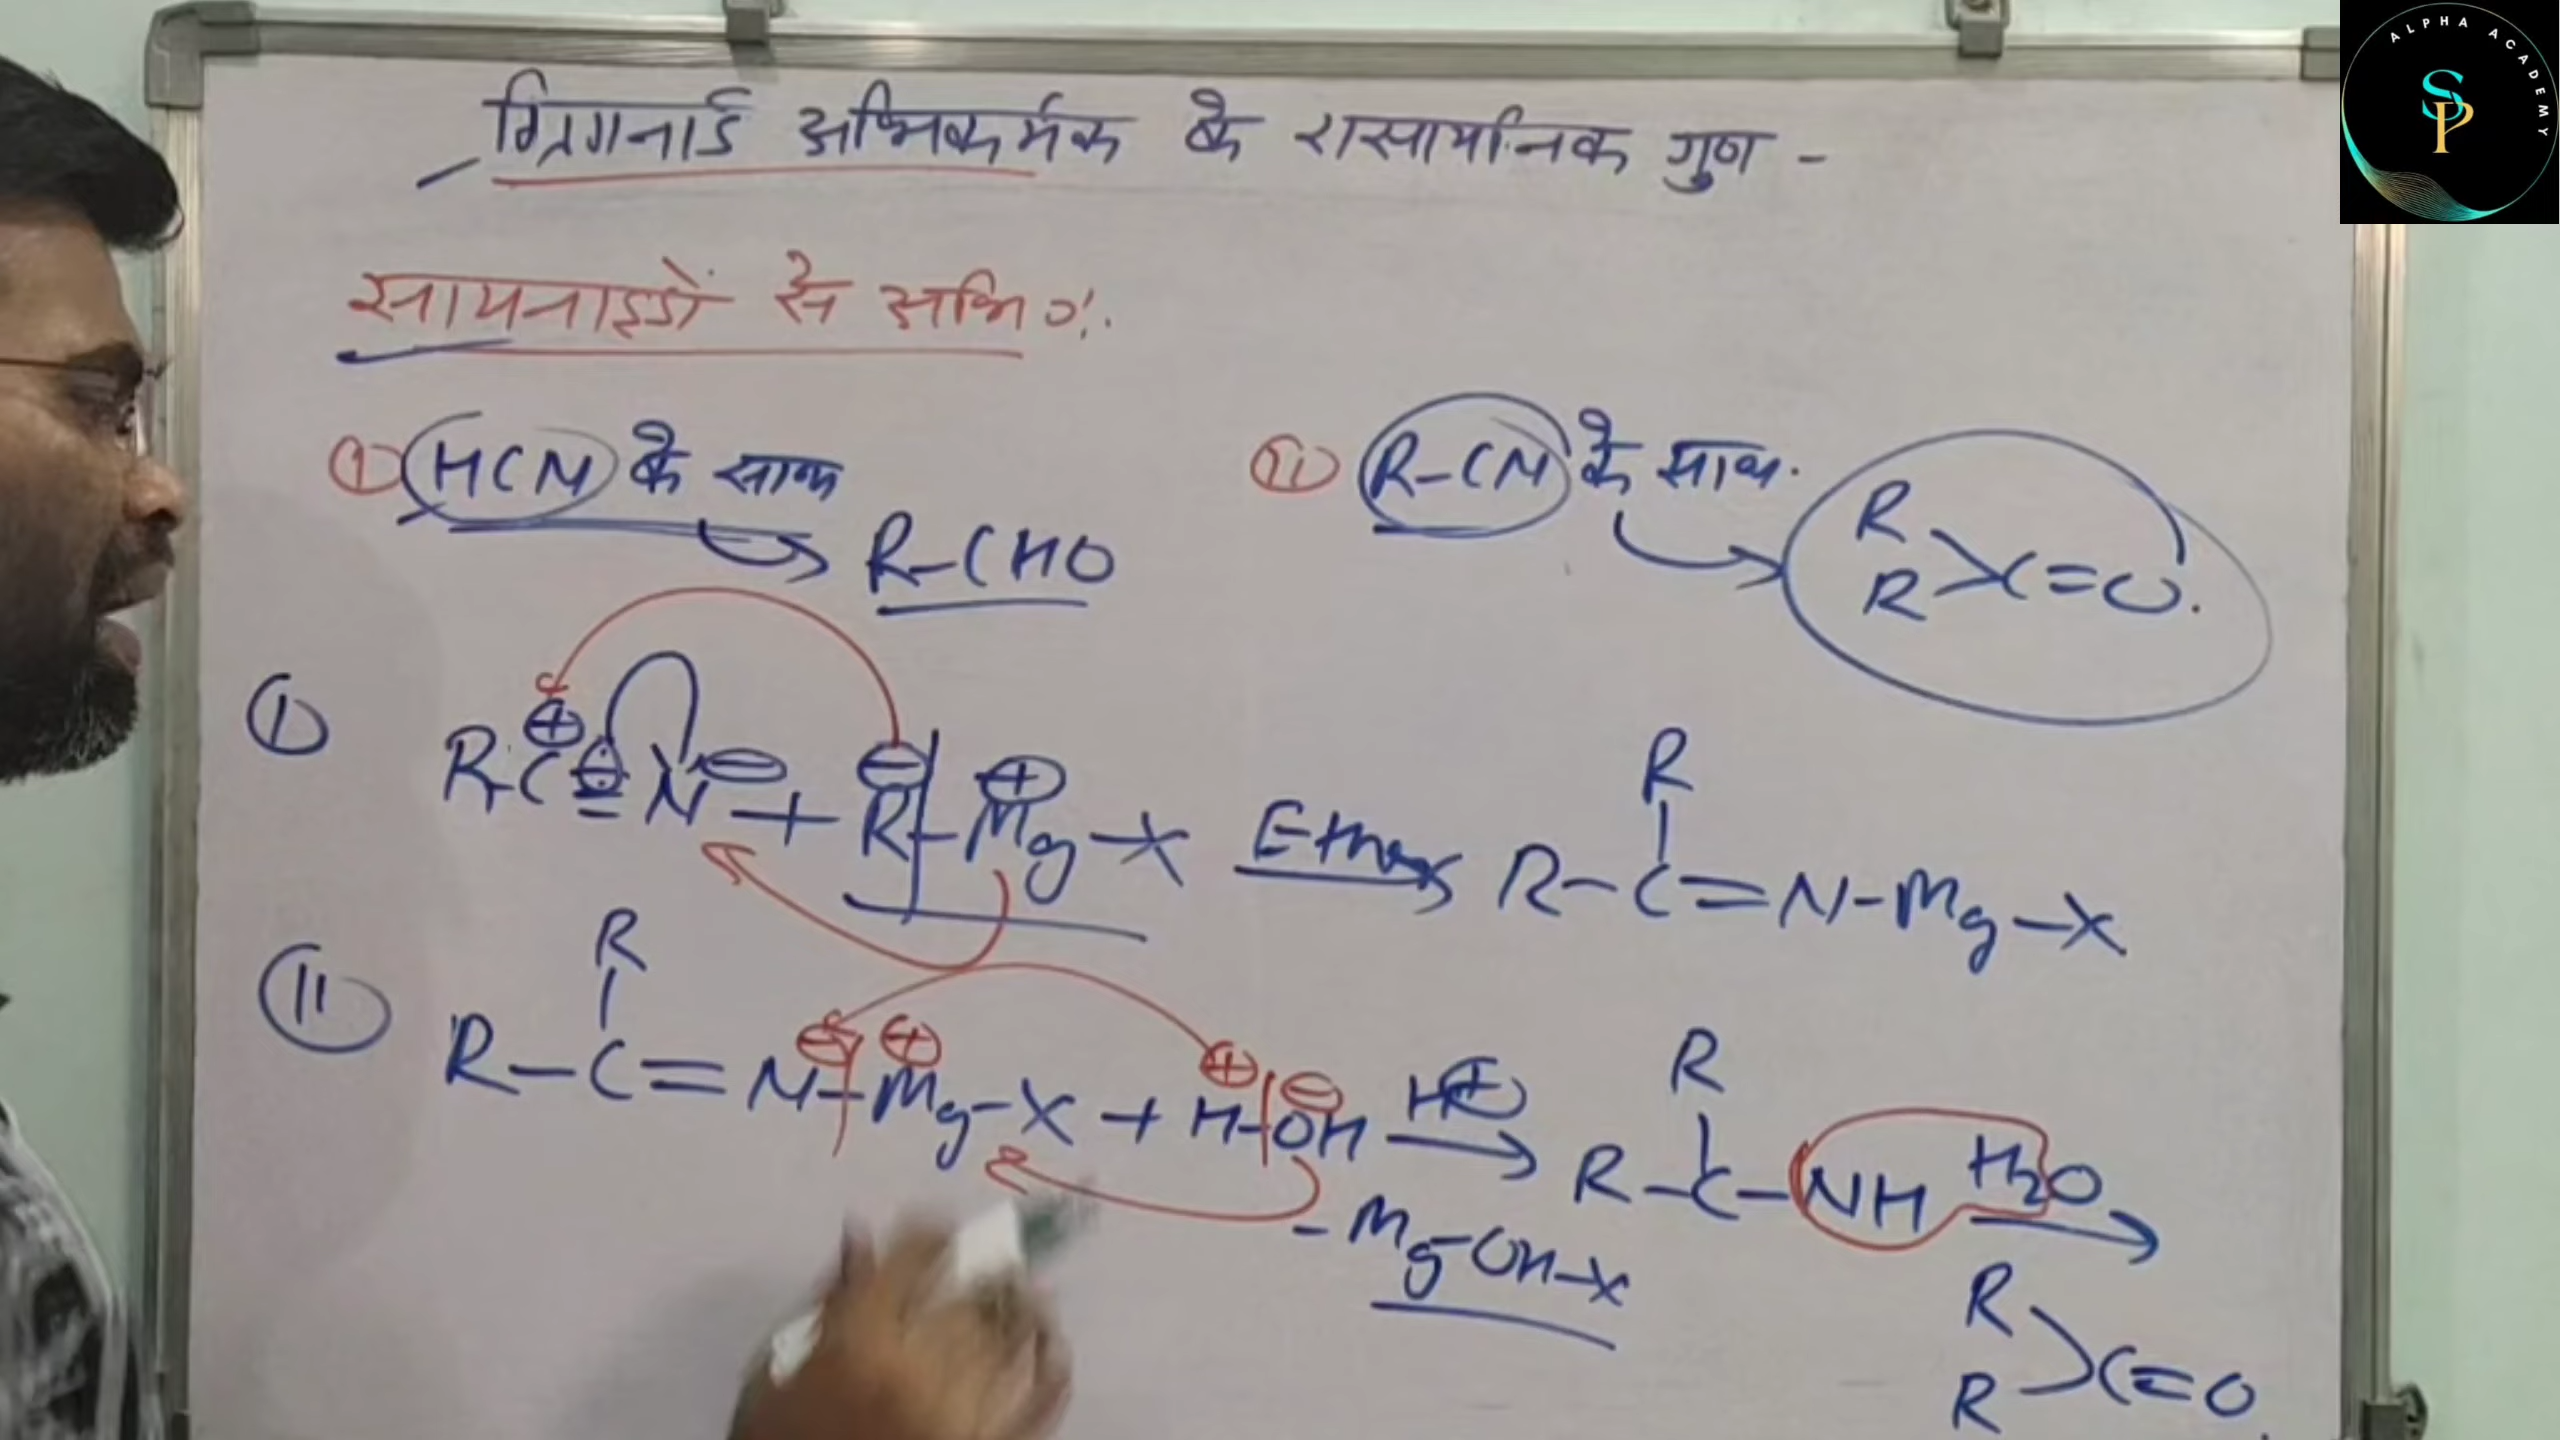 ग्रिगनार्ड अभिकर्मक के रासायनिक गुण -
सायनाइडों से अभि०
① HCN के साथ
R-CHO
(ii) R-CN के साथ.
R
R >C=O.
I
R-C≡N + R-Mg-X Ether
R
R-C=N-Mg-X
II
R
R-C=N-Mg-X + H-OH H⊕
-Mg-OH-X
R
R-C-NH H2O
R
R >C=O
ALPHA ACADEMY
SP